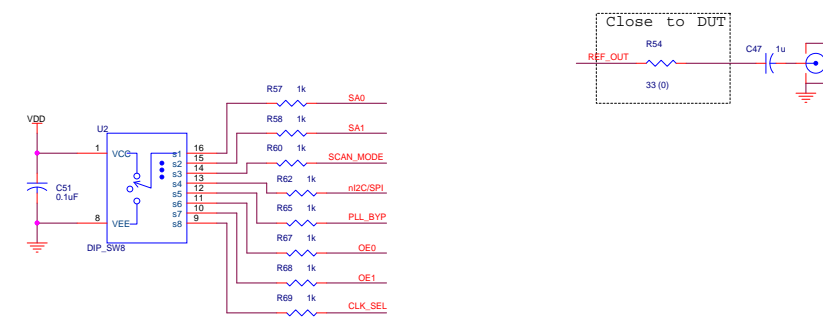 Close to DUT
R54
C47 1u
REF_OUT
33 (0)
R57 1k
SA0
VDD
R58 1k
SA1
U2
1 VCC s1 16
s2 15
R60 1k
SCAN_MODE
s3 14
s4 13
R62 1k
nI2C/SPI
C51
0.1uF
s5 12
s6 11
R65 1k
PLL_BYP
s7 10
8 VEE s8 9
R67 1k
OE0
DIP_SW8
R68 1k
OE1
R69 1k
CLK_SEL